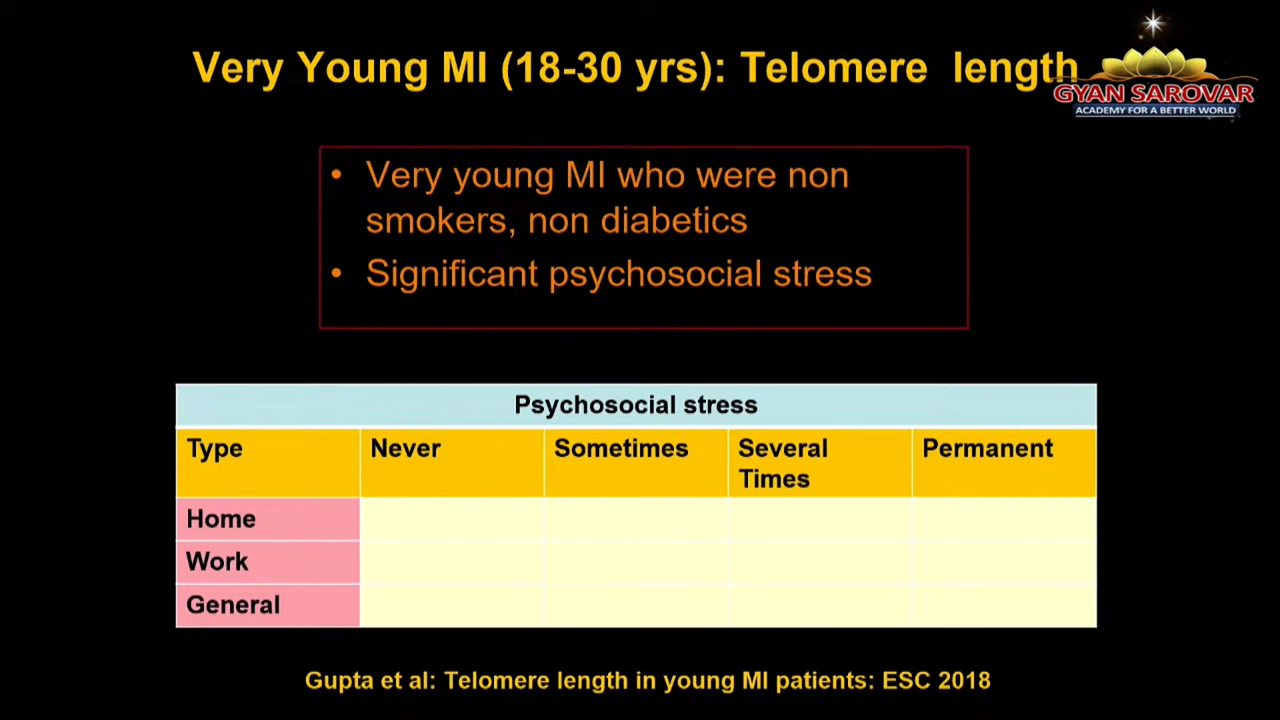 Very Young MI (18-30 yrs): Telomere length
GYAN SAROVAR
ACADEMY FOR A BETTER WORLD
• Very young MI who were non
smokers, non diabetics
• Significant psychosocial stress
Psychosocial stress
Type Never Sometimes Several Times Permanent
Home
Work
General
Gupta et al: Telomere length in young MI patients: ESC 2018